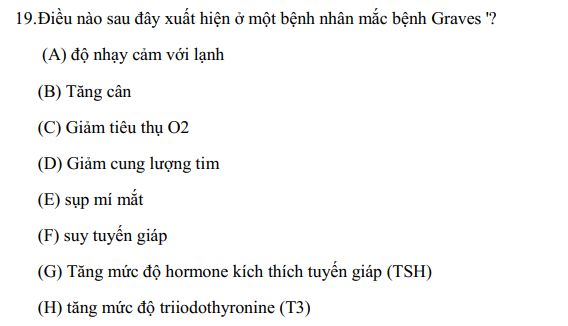 19.Điều nào sau đây xuất hiện ở một bệnh nhân mắc bệnh Graves '?
(A) độ nhạy cảm với lạnh
(B) Tăng cân
(C) Giảm tiêu thụ O2
(D) Giảm cung lượng tim
(E) sụp mí mắt
(F) suy tuyến giáp
(G) Tăng mức độ hormone kích thích tuyến giáp (TSH)
(H) tăng mức độ triiodothyronine (T3)